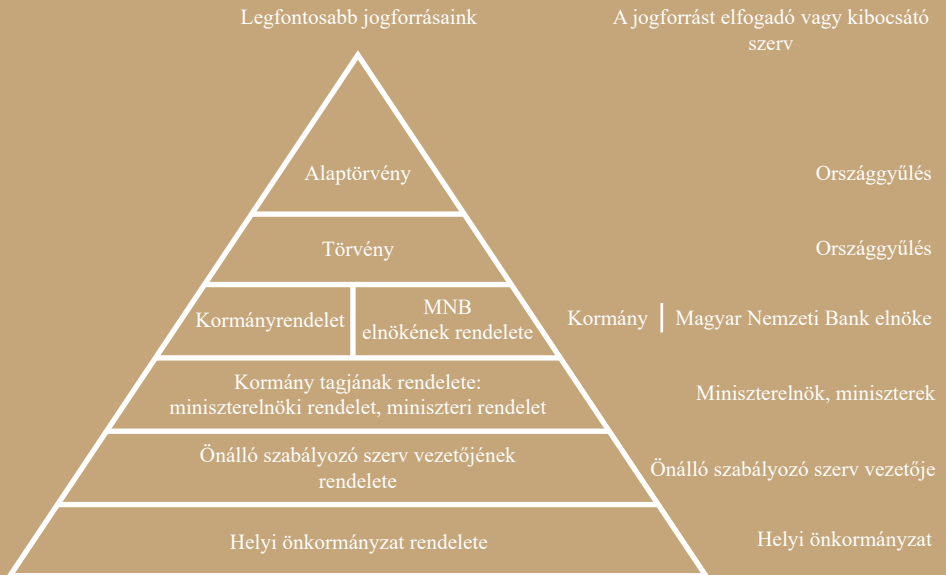 Legfontosabb jogforrásaink
A jogforrást elfogadó vagy kibocsátó
szerv
Alaptörvény
Országgyűlés
Törvény
Országgyűlés
Kormányrendelet
MNB
elnökének rendelete
Kormány
Magyar Nemzeti Bank elnöke
Kormány tagjának rendelete:
miniszterelnöki rendelet, miniszteri rendelet
Miniszterelnök, miniszterek
Önálló szabályozó szerv vezetőjének
rendelete
Önálló szabályozó szerv vezetője
Helyi önkormányzat rendelete
Helyi önkormányzat